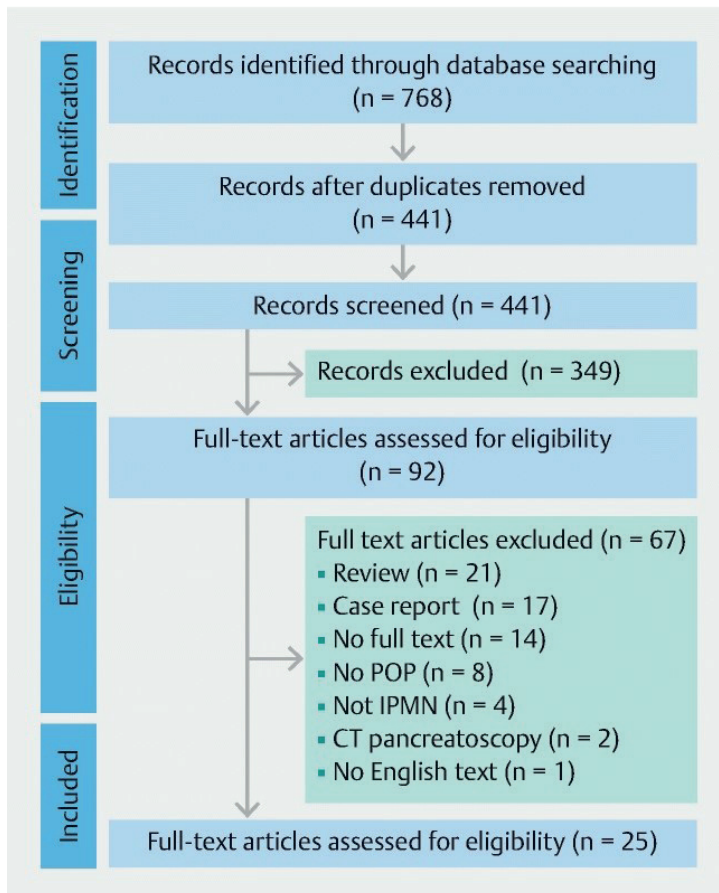 Identification
Records identified through database searching
(n = 768)
Records after duplicates removed
(n = 441)
Screening
Records screened (n = 441)
Records excluded (n = 349)
Eligibility
Full-text articles assessed for eligibility
(n = 92)
Full text articles excluded (n = 67)
▪ Review (n = 21)
▪ Case report (n = 17)
▪ No full text (n = 14)
▪ No POP (n = 8)
▪ Not IPMN (n = 4)
▪ CT pancreatoscopy (n = 2)
▪ No English text (n = 1)
Included
Full-text articles assessed for eligibility (n = 25)